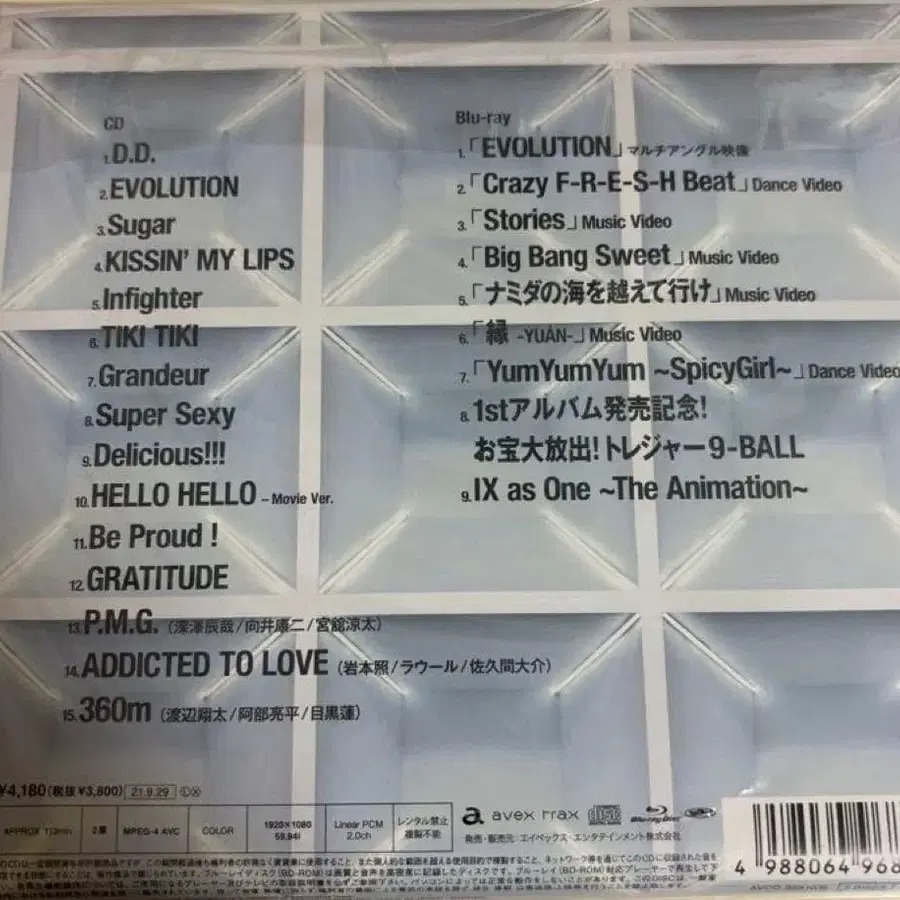 CD
1.D.D.
2.EVOLUTION
3.Sugar
4.KISSIN' MY LIPS
5.Infighter
6.TIKI TIKI
7.Grandeur
8.Super Sexy
9.Delicious!!!
10.HELLO HELLO –Movie Ver.
11.Be Proud !
12.GRATITUDE
13.P.M.G. (深澤辰哉/向井康二/宮舘涼太)
14.ADDICTED TO LOVE (岩本照/ラウール/佐久間大介)
15.360m (渡辺翔太/阿部亮平/目黒蓮)
Blu-ray
1.「EVOLUTION」マルチアングル映像
2.「Crazy F-R-E-S-H Beat」Dance Video
3.「Stories」Music Video
4.「Big Bang Sweet」Music Video
5.「ナミダの海を越えて行け」Music Video
6.「縁 -YUÁN-」Music Video
7.「YumYumYum ~SpicyGirl~」Dance Video
8.1stアルバム発売記念!
お宝大放出!トレジャー9-BALL
9.IX as One ~The Animation~
¥4,180(税抜¥3,800) 21.9.29 Ⓛⓧ
2層 MPEG-4 AVC COLOR 1920×1080 59.94i Linear PCM 2.0ch レンタル禁止 複製不能
avex trax
Blu-ray Disc
発売・販売元:エイベックス・エンタテインメント株式会社
4 988064 968